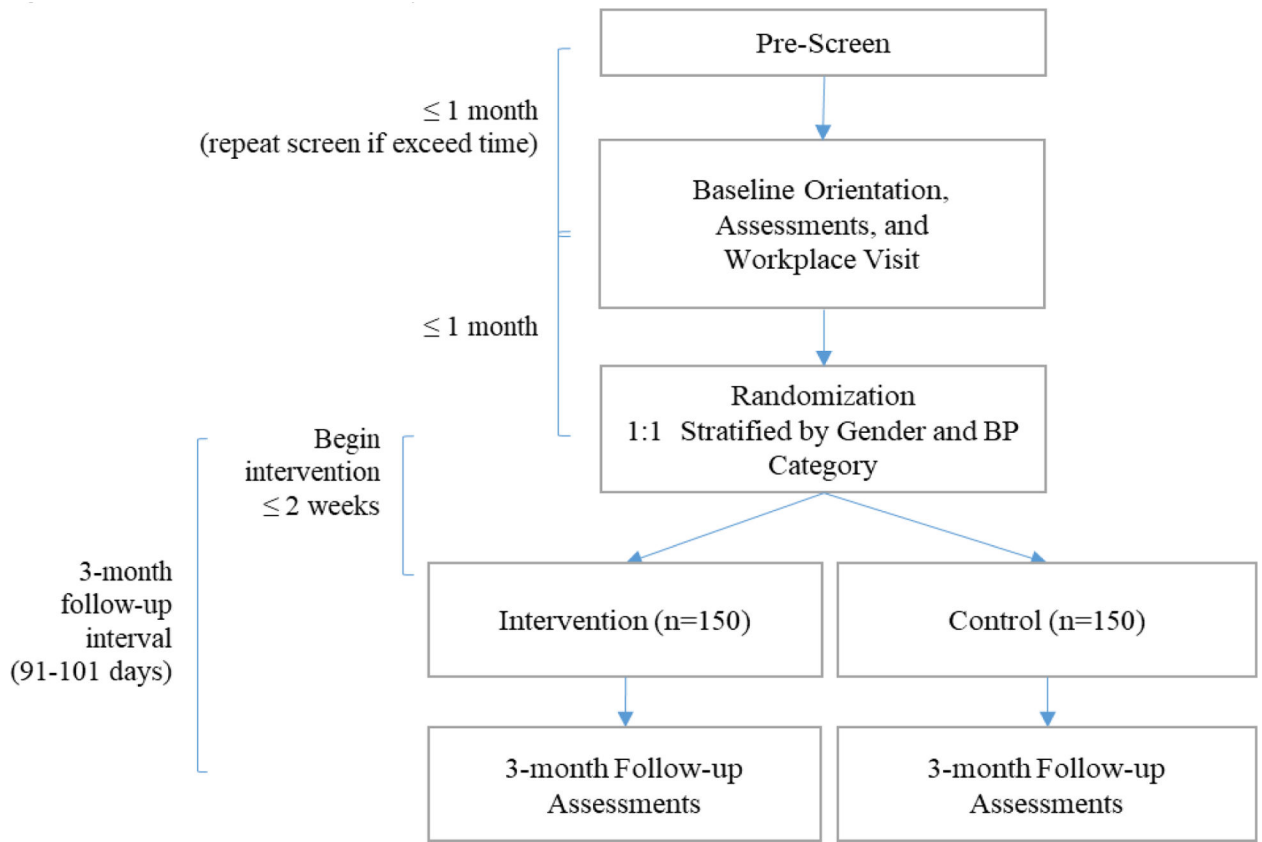 Pre-Screen
≤ 1 month
(repeat screen if exceed time)
Baseline Orientation,
Assessments, and
Workplace Visit
≤ 1 month
Randomization
1:1 Stratified by Gender and BP
Category
Begin
intervention
≤ 2 weeks
3-month
follow-up
interval
(91-101 days)
Intervention (n=150)
Control (n=150)
3-month Follow-up
Assessments
3-month Follow-up
Assessments